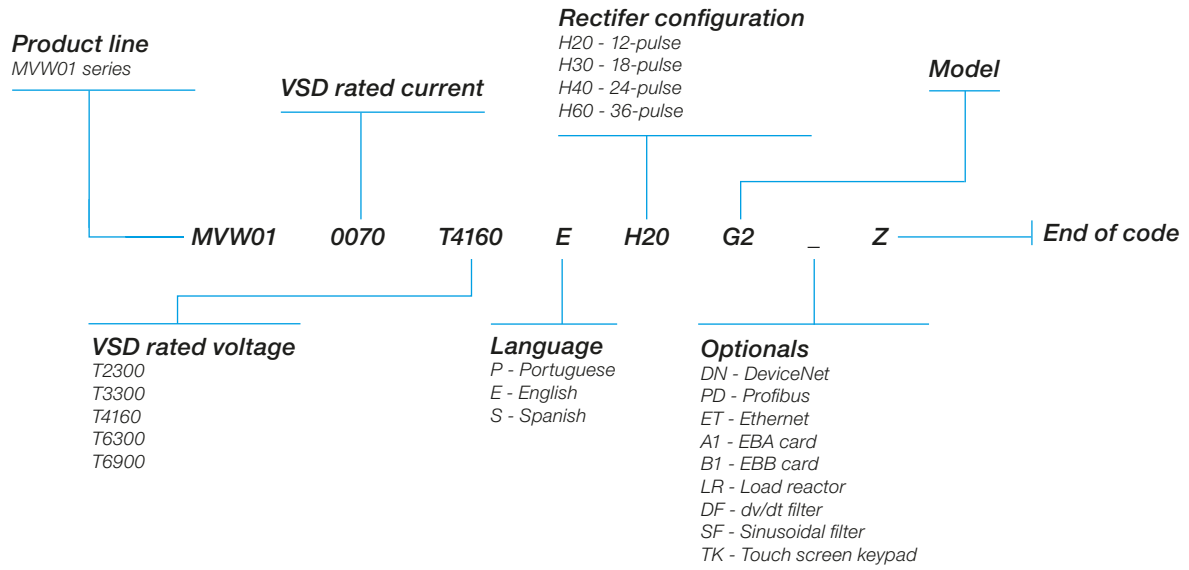 Product line
MVW01 series
VSD rated current
Rectifer configuration
H20 - 12-pulse
H30 - 18-pulse
H40 - 24-pulse
H60 - 36-pulse
Model
MVW01 0070 T4160 E H20 G2 _ Z End of code
VSD rated voltage
T2300
T3300
T4160
T6300
T6900
Language
P - Portuguese
E - English
S - Spanish
Optionals
DN - DeviceNet
PD - Profibus
ET - Ethernet
A1 - EBA card
B1 - EBB card
LR - Load reactor
DF - dv/dt filter
SF - Sinusoidal filter
TK - Touch screen keypad